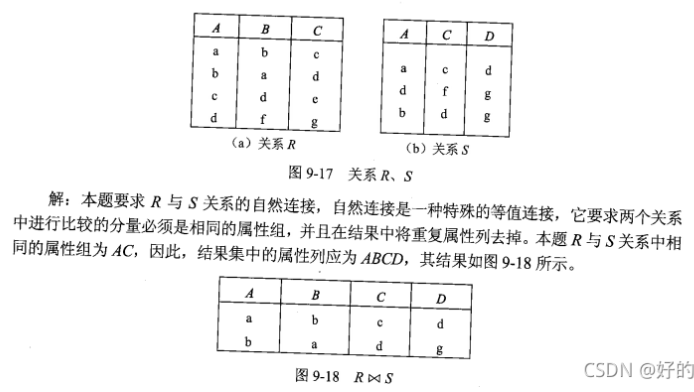 A B C
a b c
b a d
c d e
d f g
(a) 关系 R
A C D
a c d
d f g
b d g
(b) 关系 S
图 9-17 关系 R、S
解：本题要求 R 与 S 关系的自然连接，自然连接是一种特殊的等值连接，它要求两个关系
中进行比较的分量必须是相同的属性组，并且在结果中将重复属性列去掉。本题 R 与 S 关系中相
同的属性组为 AC，因此，结果集中的属性列应为 ABCD，其结果如图 9-18 所示。
A B C D
a b c d
b a d g
图 9-18 R⋈S
CSDN @好的